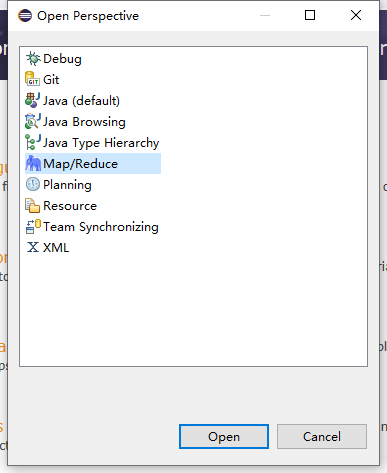 Open Perspective
Debug
Git
Java (default)
Java Browsing
Java Type Hierarchy
Map/Reduce
Planning
Resource
Team Synchronizing
XML
Open
Cancel